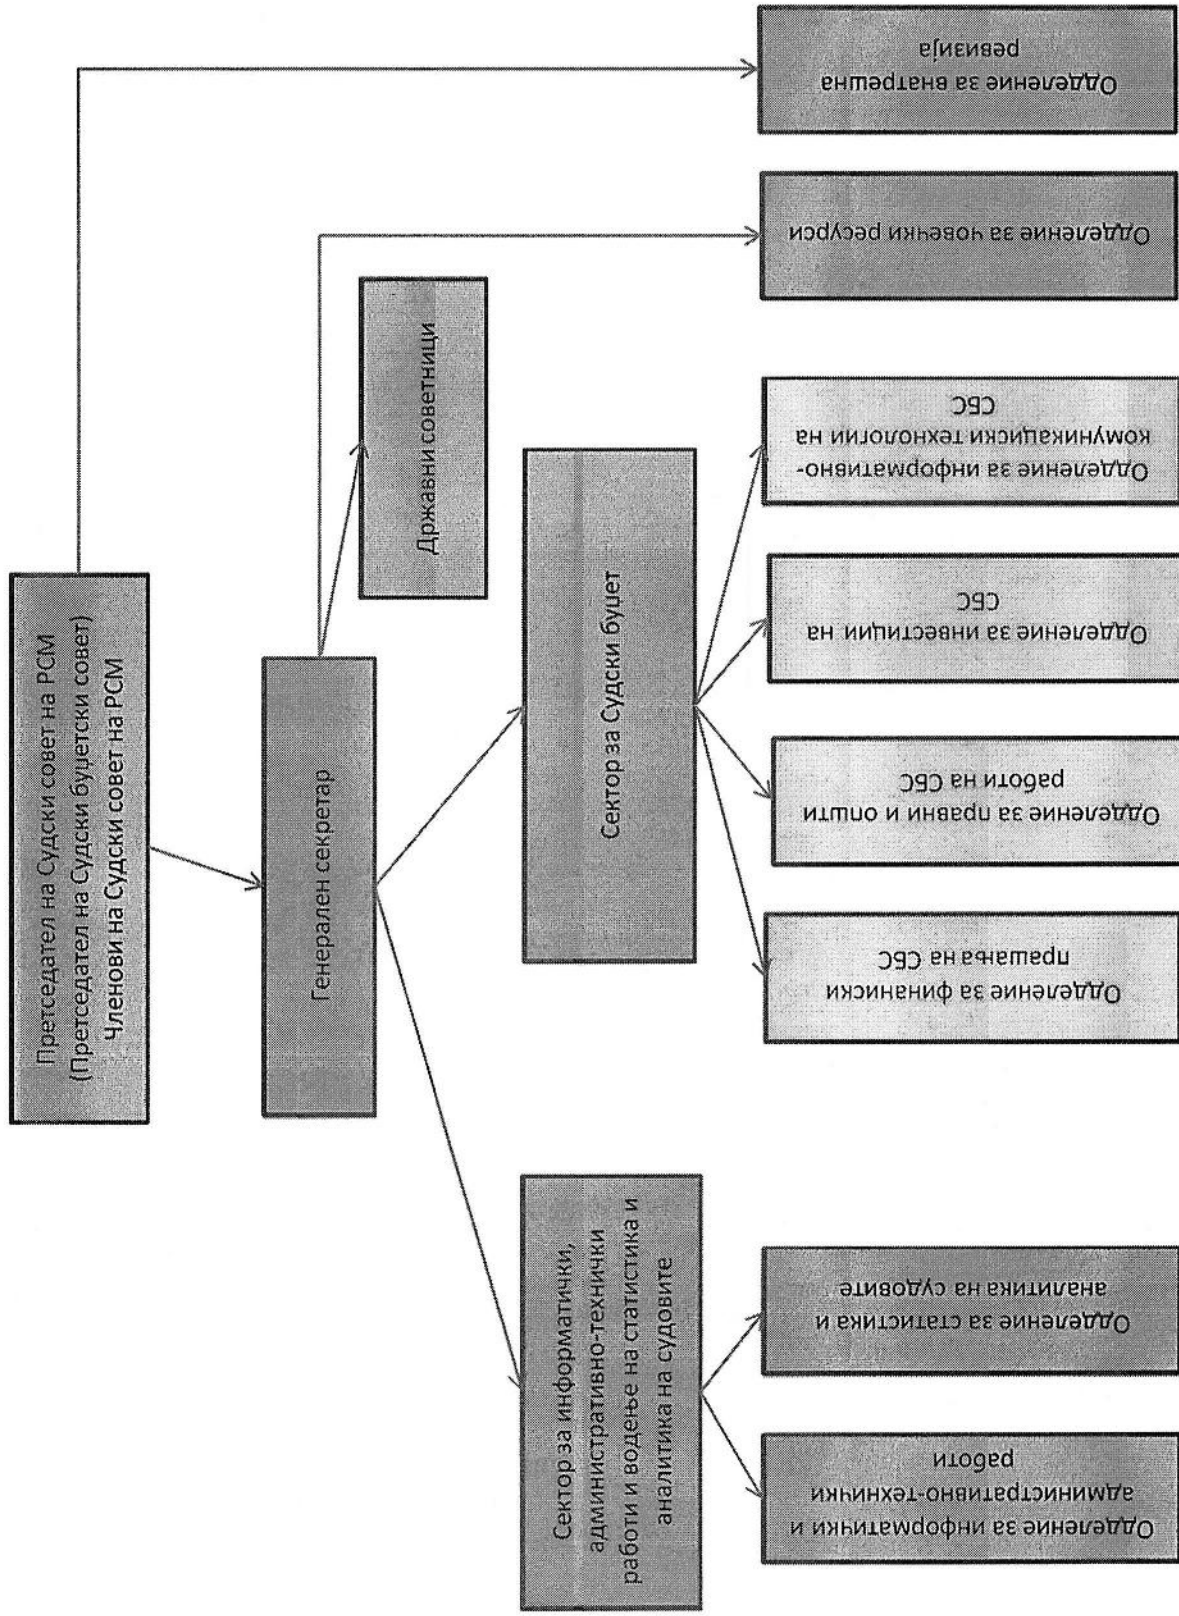 Претседател на Судски совет на РСМ
(Претседател на Судски буџетски совет)
Членови на Судски совет на РСМ
Генерален секретар
Државни советници
Сектор за информатички,
административно-технички
работи и водење на статистика и
аналитика на судовите
Сектор за Судски буџет
Одделение за информатички и
административно-технички
работи
Одделение за статистика и
аналитика на судовите
Одделение за финаниски
прашања на СБС
Одделение за правни и општи
работи на СБС
Одделение за инвестиции на
СБС
Одделение за информативно-
комуникациски технологии на
СБС
Одделение за човечки ресурси
Одделение за внатрешна
ревизија